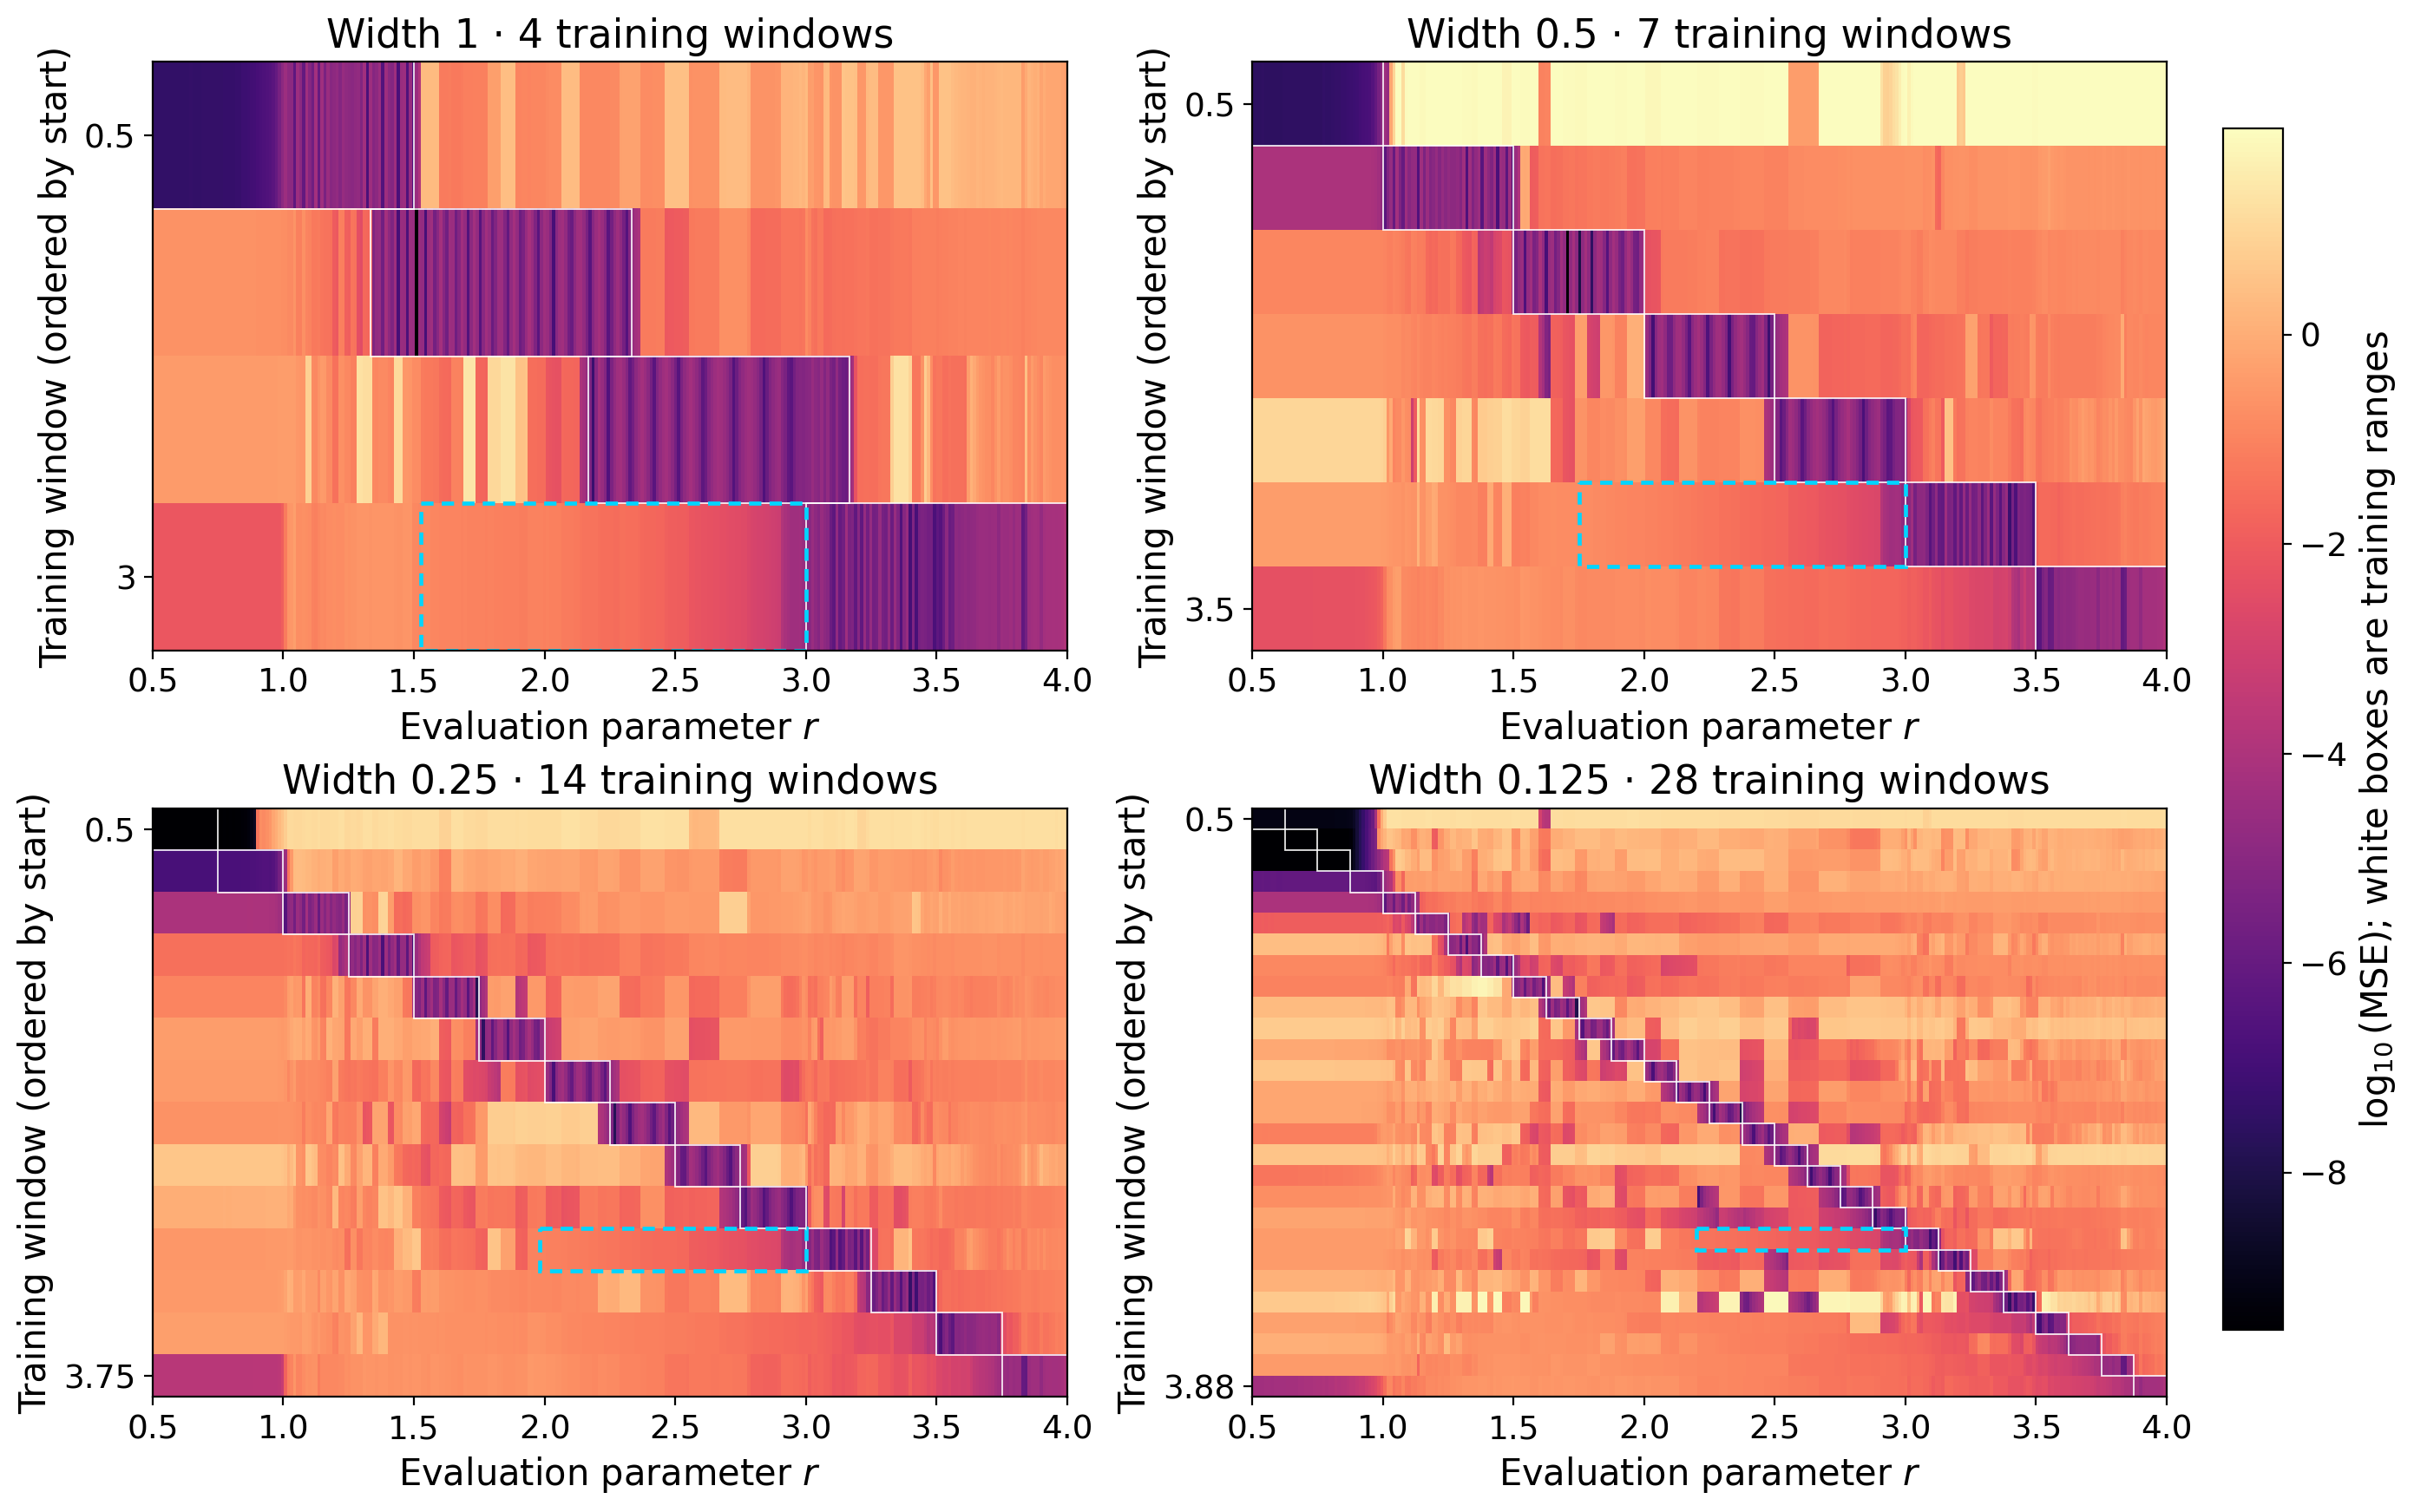 Width 1 · 4 training windows
Training window (ordered by start)
0.5
3
0.5 1.0 1.5 2.0 2.5 3.0 3.5 4.0
Evaluation parameter r
Width 0.5 · 7 training windows
Training window (ordered by start)
0.5
3.5
0.5 1.0 1.5 2.0 2.5 3.0 3.5 4.0
Evaluation parameter r
Width 0.25 · 14 training windows
Training window (ordered by start)
0.5
3.75
0.5 1.0 1.5 2.0 2.5 3.0 3.5 4.0
Evaluation parameter r
Width 0.125 · 28 training windows
Training window (ordered by start)
0.5
3.88
0.5 1.0 1.5 2.0 2.5 3.0 3.5 4.0
Evaluation parameter r
0
−2
−4
−6
−8
log₁₀ (MSE); white boxes are training ranges